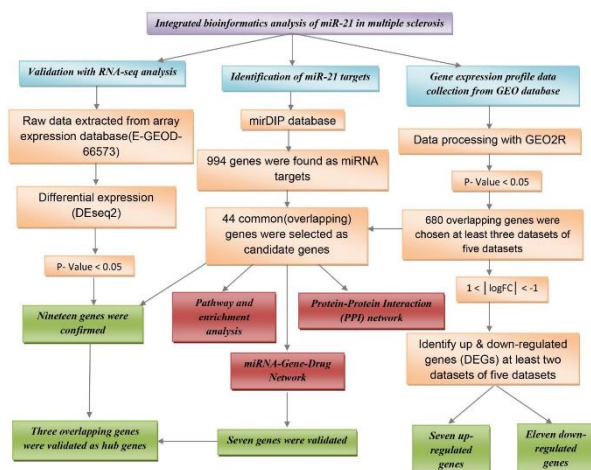 Integrated bioinformatics analysis of miR-21 in multiple sclerosis
Validation with RNA-seq analysis
Identification of miR-21 targets
Gene expression profile data
collection from GEO database
Raw data extracted from array
expression database(E-GEOD-
66573)
mirDIP database
Data processing with GEO2R
994 genes were found as miRNA
targets
P- Value < 0.05
Differential expression
(DEseq2)
44 common(overlapping)
genes were selected as
candidate genes
680 overlapping genes were
chosen at least three datasets of
five datasets
P- Value < 0.05
1 < |logFC| < -1
Nineteen genes were
confirmed
Pathway and
enrichment
analysis
Protein-Protein Interaction
(PPI) network
miRNA-Gene-Drug
Network
Identify up & down-regulated
genes (DEGs) at least two
datasets of five datasets
Three overlapping genes
were validated as hub genes
Seven genes were validated
Seven up-
regulated
genes
Eleven down-
regulated
genes